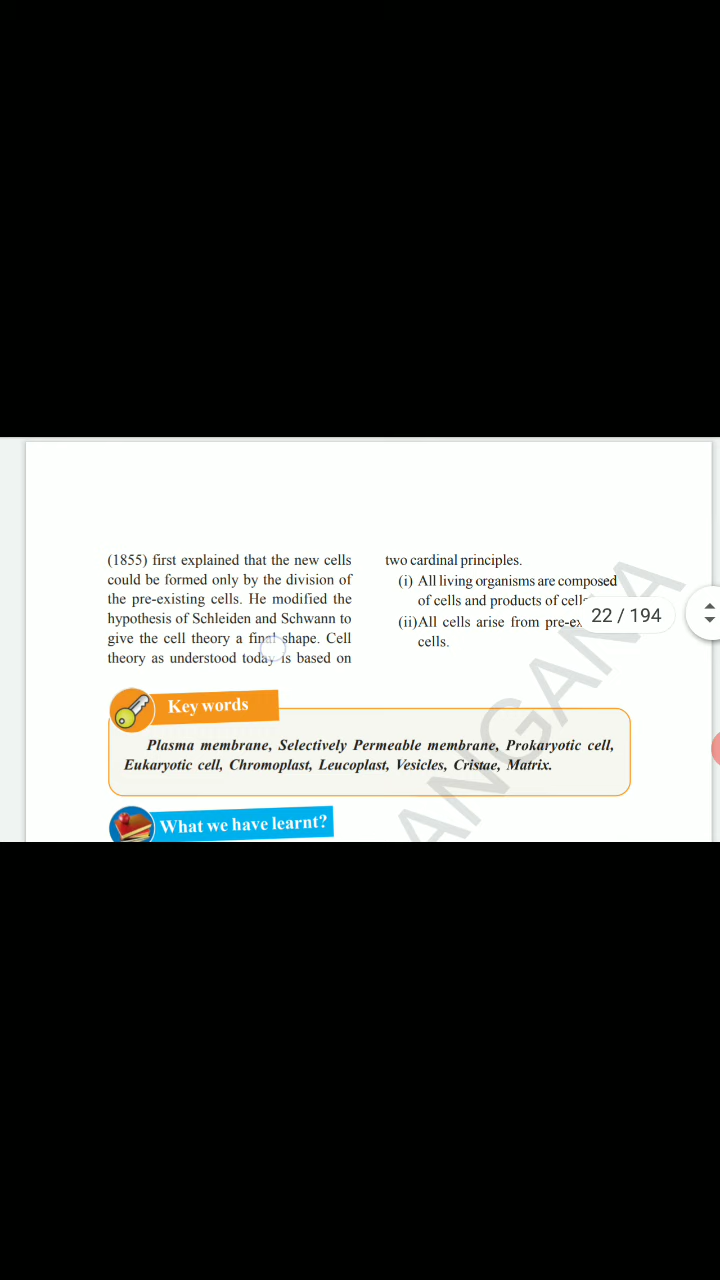 (1855) first explained that the new cells
could be formed only by the division of
the pre-existing cells. He modified the
hypothesis of Schleiden and Schwann to
give the cell theory a final shape. Cell
theory as understood today is based on
two cardinal principles.
(i) All living organisms are composed
of cells and products of
(ii)All cells arise from
cells.
22 / 194
Key words
Plasma membrane, Selectively Permeable membrane, Prokaryotic cell,
Eukaryotic cell, Chromoplast, Leucoplast, Vesicles, Cristae, Matrix.
What we have learnt?
ANGANA